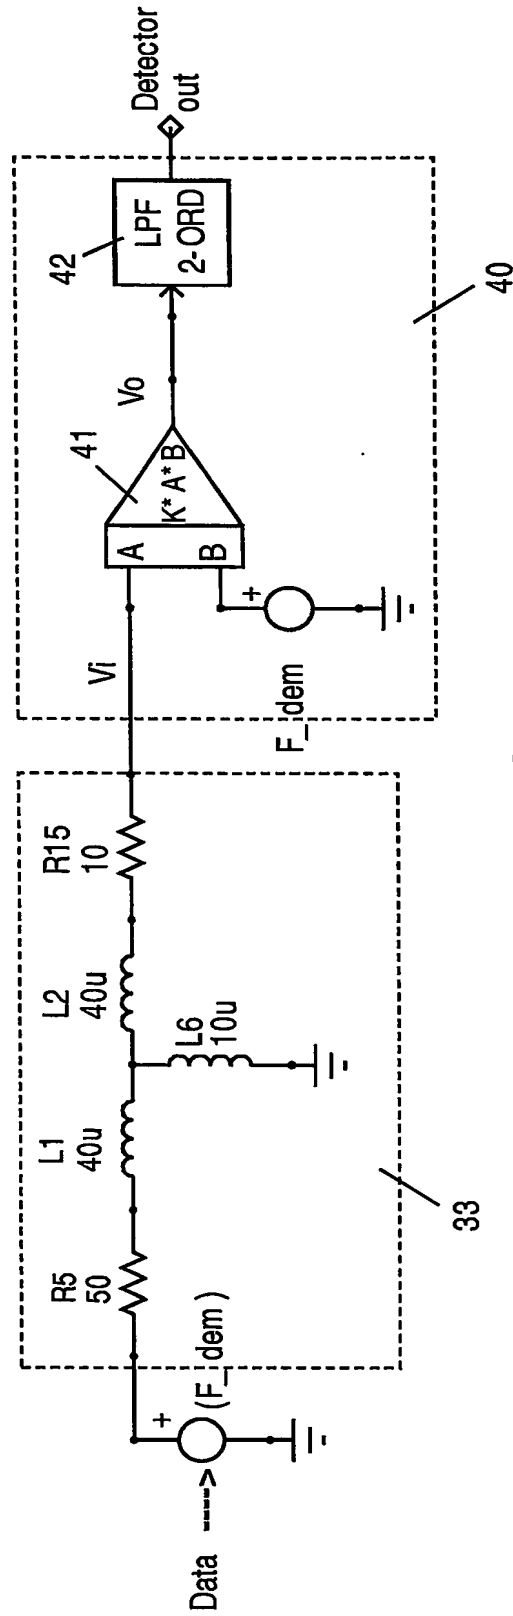 Data ---->
(F_dem)
+
R5
50
L1
40u
L6
10u
L2
40u
R15
10
33
Vi
F_dem
+
A
B
K*A*B
41
Vo
42
LPF
2-ORD
40
Detector
out